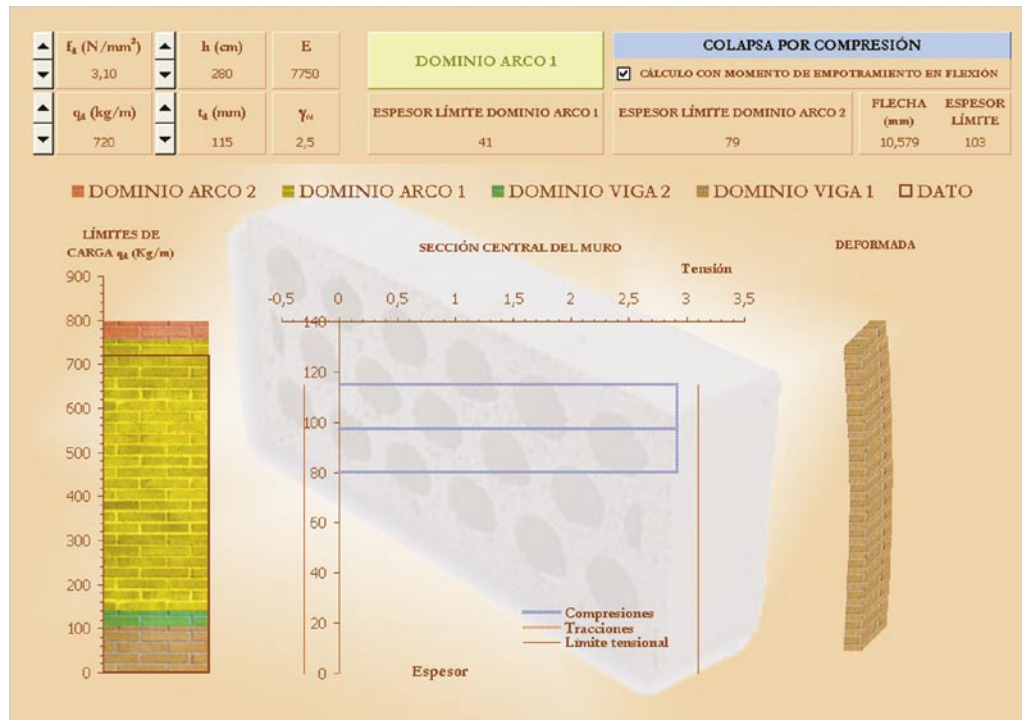 f_d (N/mm²)
3,10
h (cm)
280
E
7750
DOMINIO ARCO 1
COLAPSA POR COMPRESIÓN
CÁLCULO CON MOMENTO DE EMPOTRAMIENTO EN FLEXIÓN
q_d (kg/m)
720
t_d (mm)
115
2,5
ESPESOR LÍMITE DOMINIO ARCO 1
41
ESPESOR LÍMITE DOMINIO ARCO 2
79
FLECHA
(mm)
10,579
ESPESOR
LÍMITE
103
DOMINIO ARCO 2
DOMINIO ARCO 1
DOMINIO VIGA 2
DOMINIO VIGA 1
DATO
LÍMITES DE
CARGA q_d (Kg/m)
900
800
700
600
500
400
300
200
100
0
SECCIÓN CENTRAL DEL MURO
Tensión
-0,5 0 0,5 1 1,5 2 2,5 3 3,5
140
120
100
80
60
40
20
0
Compresiones
Tracciones
Límite tensional
Espesor
DEFORMADA